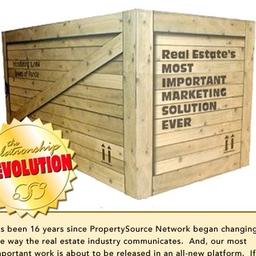 Real Estate's
MOST
IMPORTANT
MARKETING
SOLUTION
EVER
the
elationship
EVOLUTION
s been 16 years since PropertySource Network began changing
e way the real estate industry communicates. And, our most
portant work is about to be released in an all-new platform. If